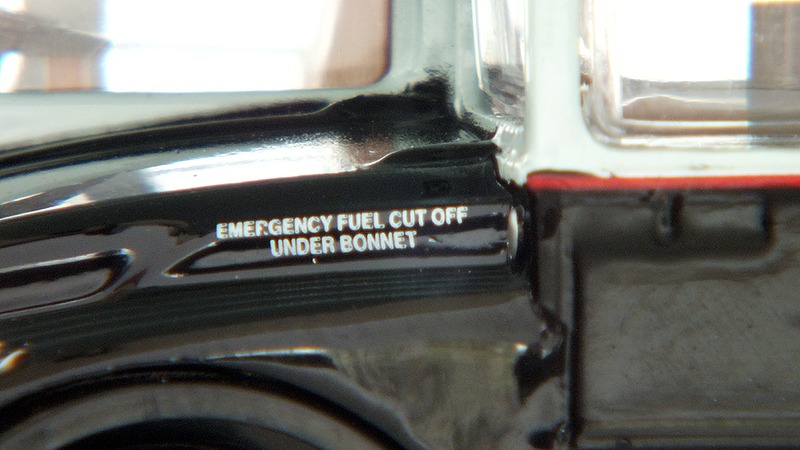 EMERGENCY FUEL CUT OFF
UNDER BONNET